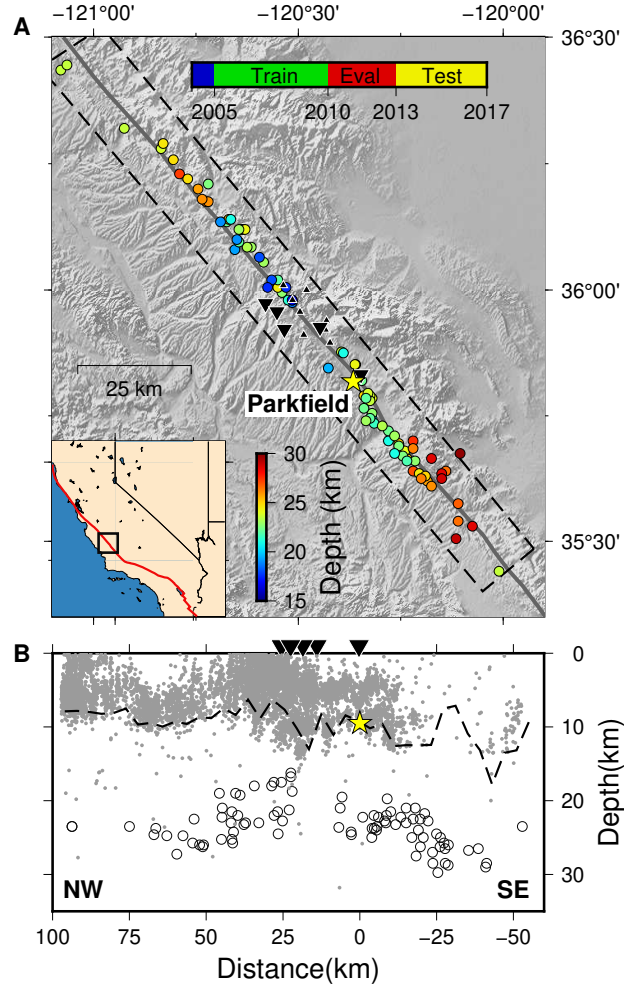 −121°00' −120°30' −120°00'
A
36°30'
Train Eval Test
2005 2010 2013 2017
36°00'
25 km
Parkfield
30
25
20
15
Depth (km)
35°30'
B
0
10
20
30
Depth(km)
NW SE
100 75 50 25 0 −25 −50
Distance(km)